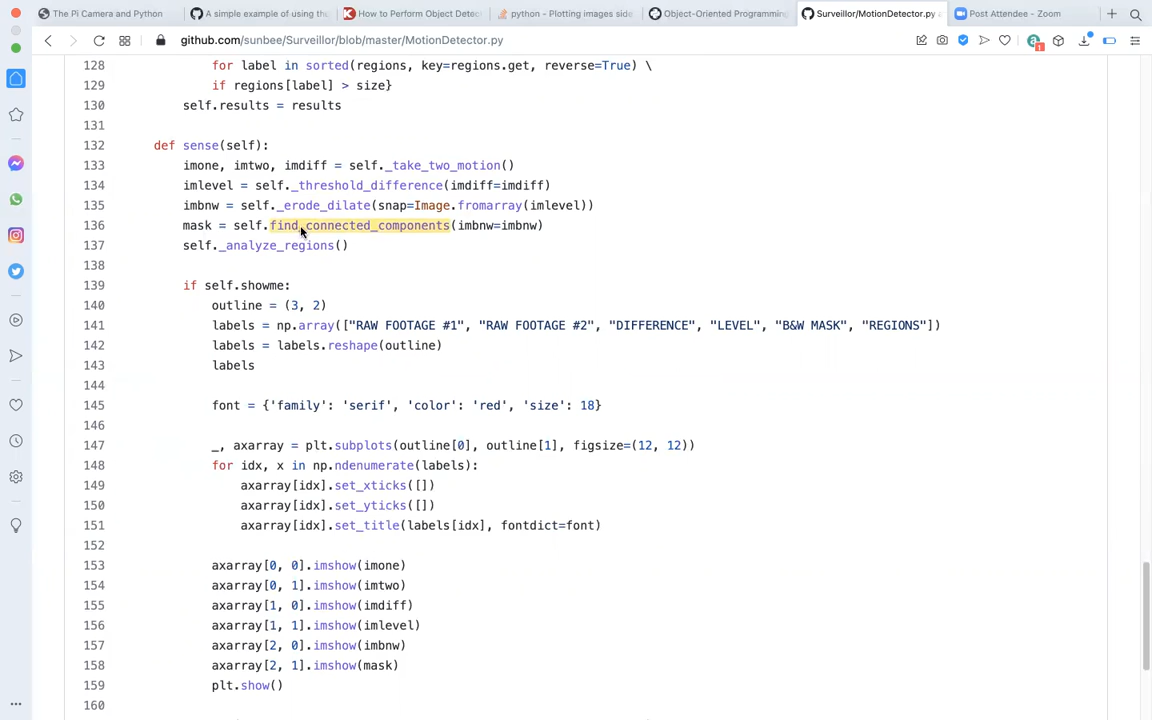 The Pi Camera and Python
A simple example of using th
How to Perform Object Detec
python - Plotting images side
Object-Oriented Programming
Surveillor/MotionDetector.py
Post Attendee - Zoom
github.com/sunbee/Surveillor/blob/master/MotionDetector.py
1
128 for label in sorted(regions, key=regions.get, reverse=True) \
129 if regions[label] > size}
130 self.results = results
131
132 def sense(self):
133 imone, imtwo, imdiff = self._take_two_motion()
134 imlevel = self._threshold_difference(imdiff=imdiff)
135 imbnw = self._erode_dilate(snap=Image.fromarray(imlevel))
136 mask = self.find_connected_components(imbnw=imbnw)
137 self._analyze_regions()
138
139 if self.showme:
140 outline = (3, 2)
141 labels = np.array(["RAW FOOTAGE #1", "RAW FOOTAGE #2", "DIFFERENCE", "LEVEL", "B&W MASK", "REGIONS"])
142 labels = labels.reshape(outline)
143 labels
144
145 font = {'family': 'serif', 'color': 'red', 'size': 18}
146
147 _, axarray = plt.subplots(outline[0], outline[1], figsize=(12, 12))
148 for idx, x in np.ndenumerate(labels):
149 axarray[idx].set_xticks([])
150 axarray[idx].set_yticks([])
151 axarray[idx].set_title(labels[idx], fontdict=font)
152
153 axarray[0, 0].imshow(imone)
154 axarray[0, 1].imshow(imtwo)
155 axarray[1, 0].imshow(imdiff)
156 axarray[1, 1].imshow(imlevel)
157 axarray[2, 0].imshow(imbnw)
158 axarray[2, 1].imshow(mask)
159 plt.show()
160